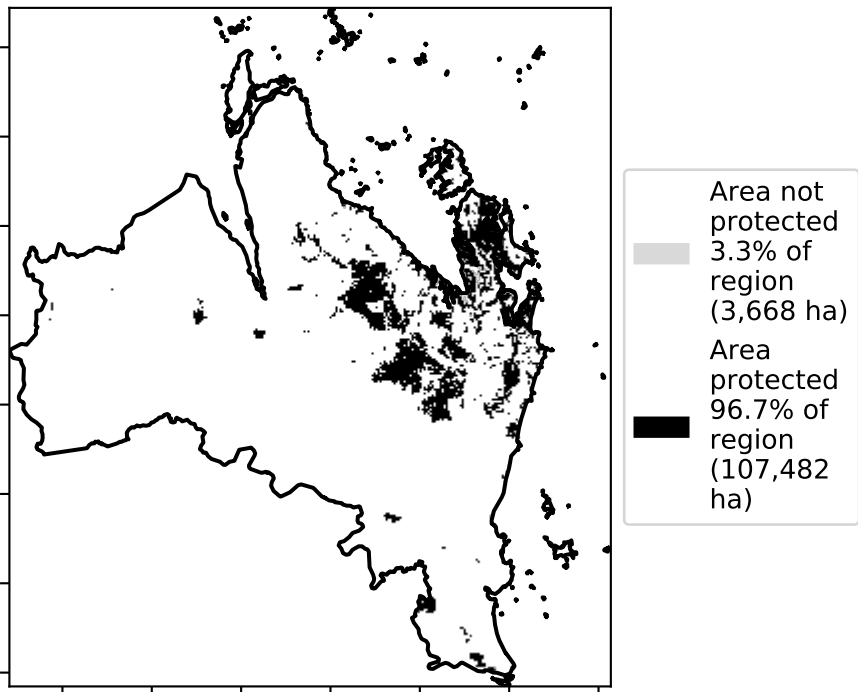 Area not
protected
3.3% of
region
(3,668 ha)
Area
protected
96.7% of
region
(107,482
ha)